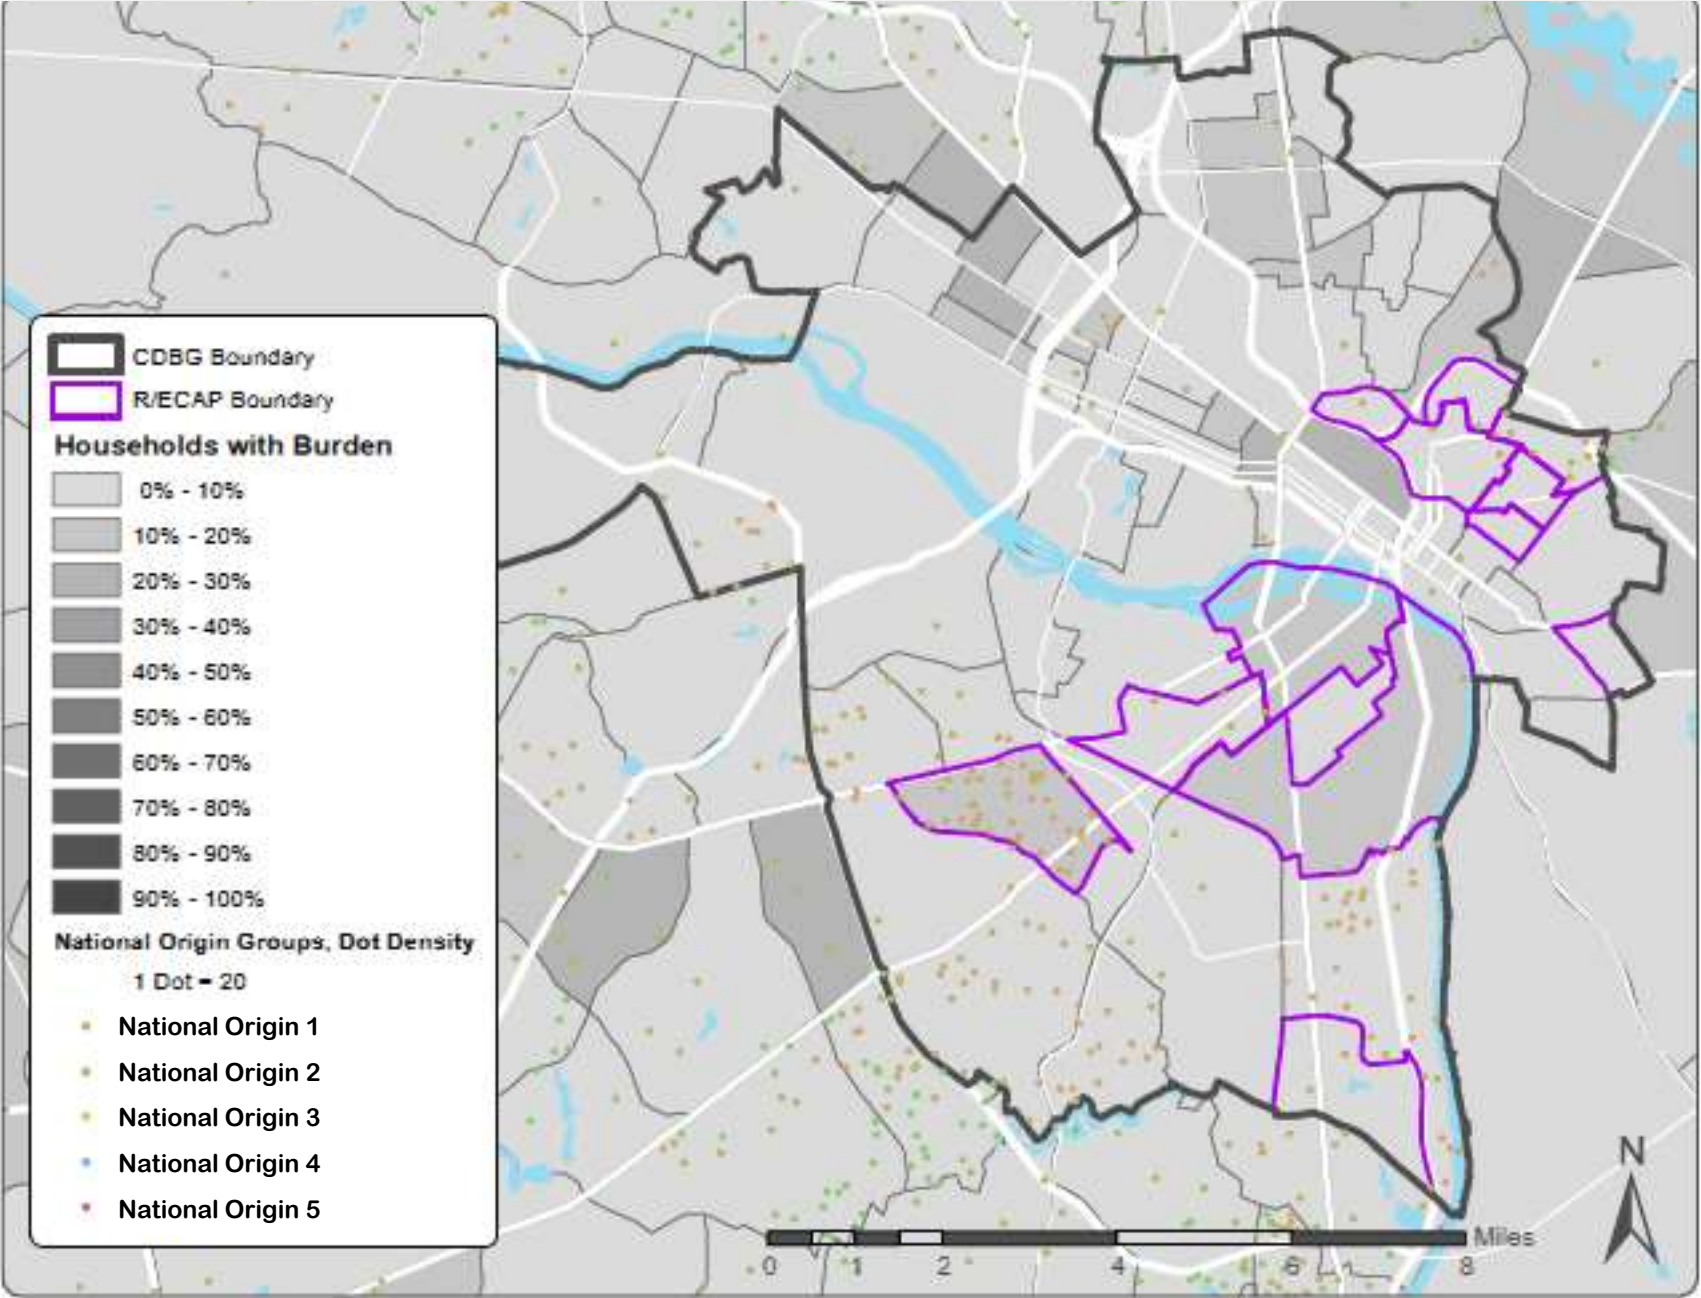 CDBG Boundary
R/ECAP Boundary
Households with Burden
0% - 10%
10% - 20%
20% - 30%
30% - 40%
40% - 50%
50% - 60%
60% - 70%
70% - 80%
80% - 90%
90% - 100%
National Origin Groups, Dot Density
1 Dot = 20
National Origin 1
National Origin 2
National Origin 3
National Origin 4
National Origin 5
N
Miles
0 1 2 4 6 8